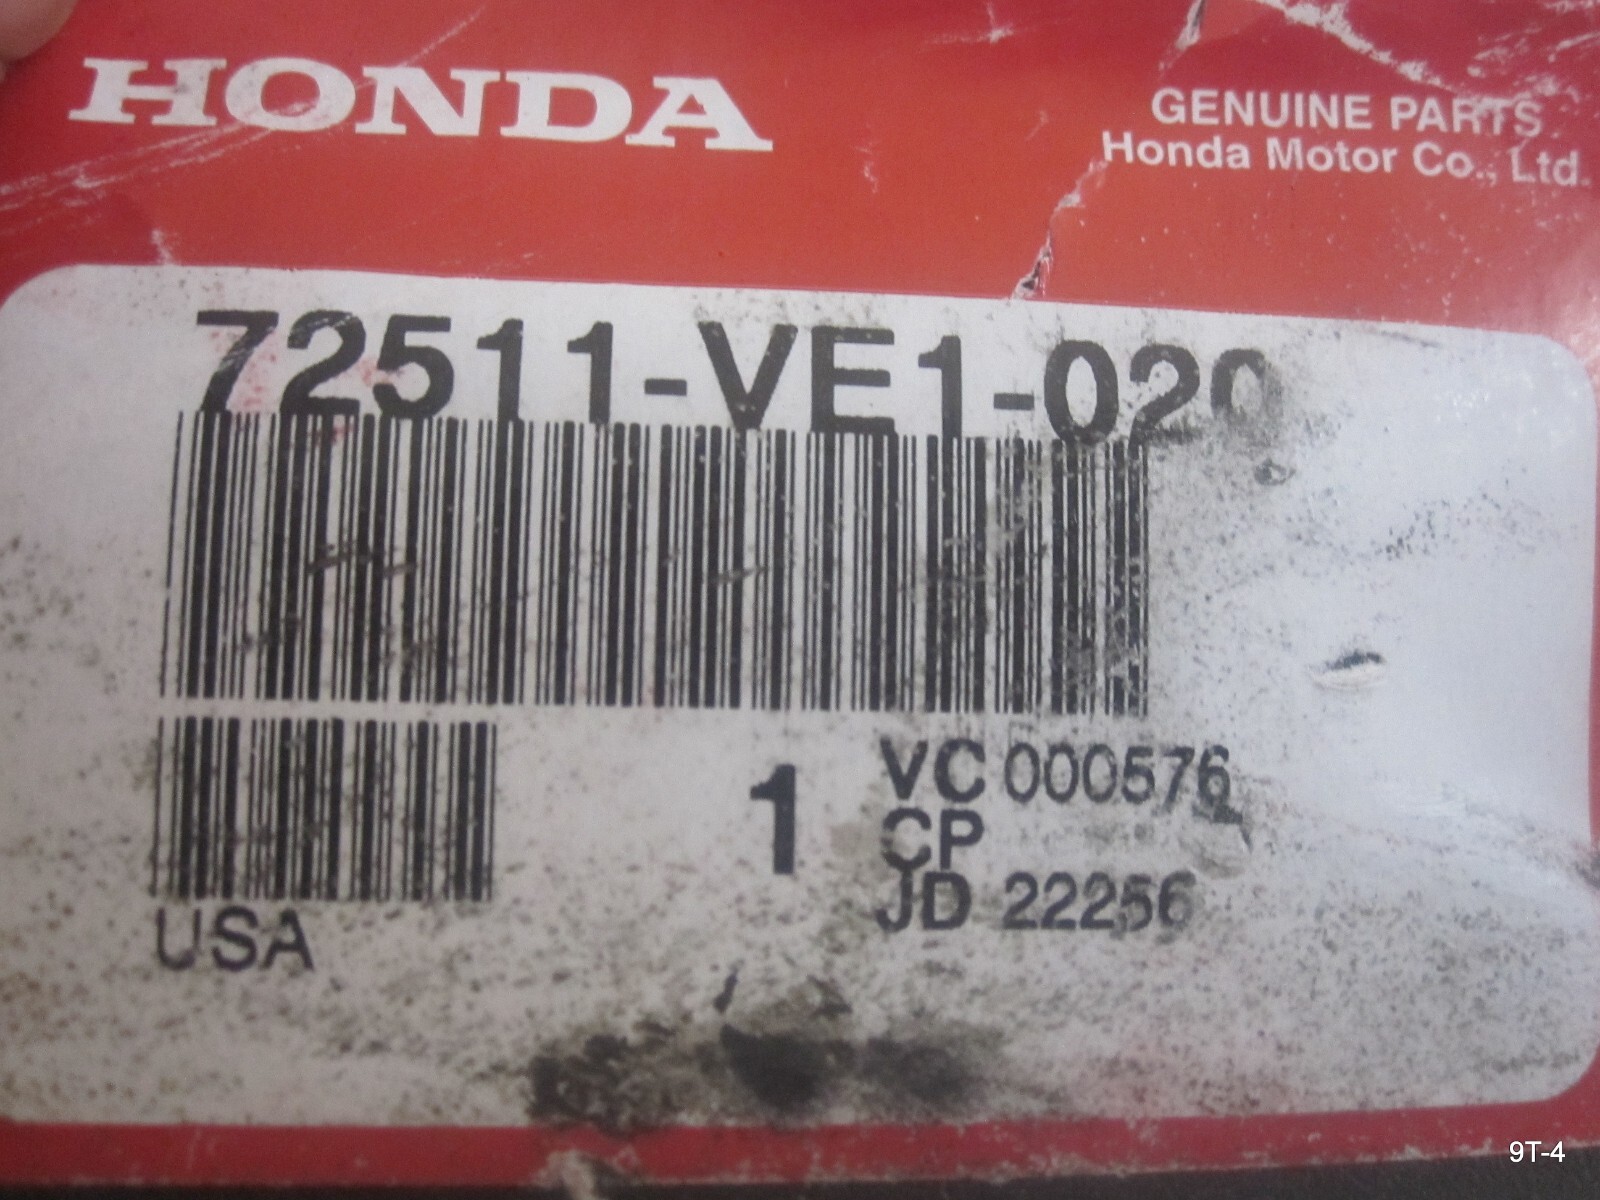 HONDA
GENUINE PARTS
Honda Motor Co., Ltd.
72511-VE1-020
1
VC 000576
CP
JD 22256
USA
9T-4